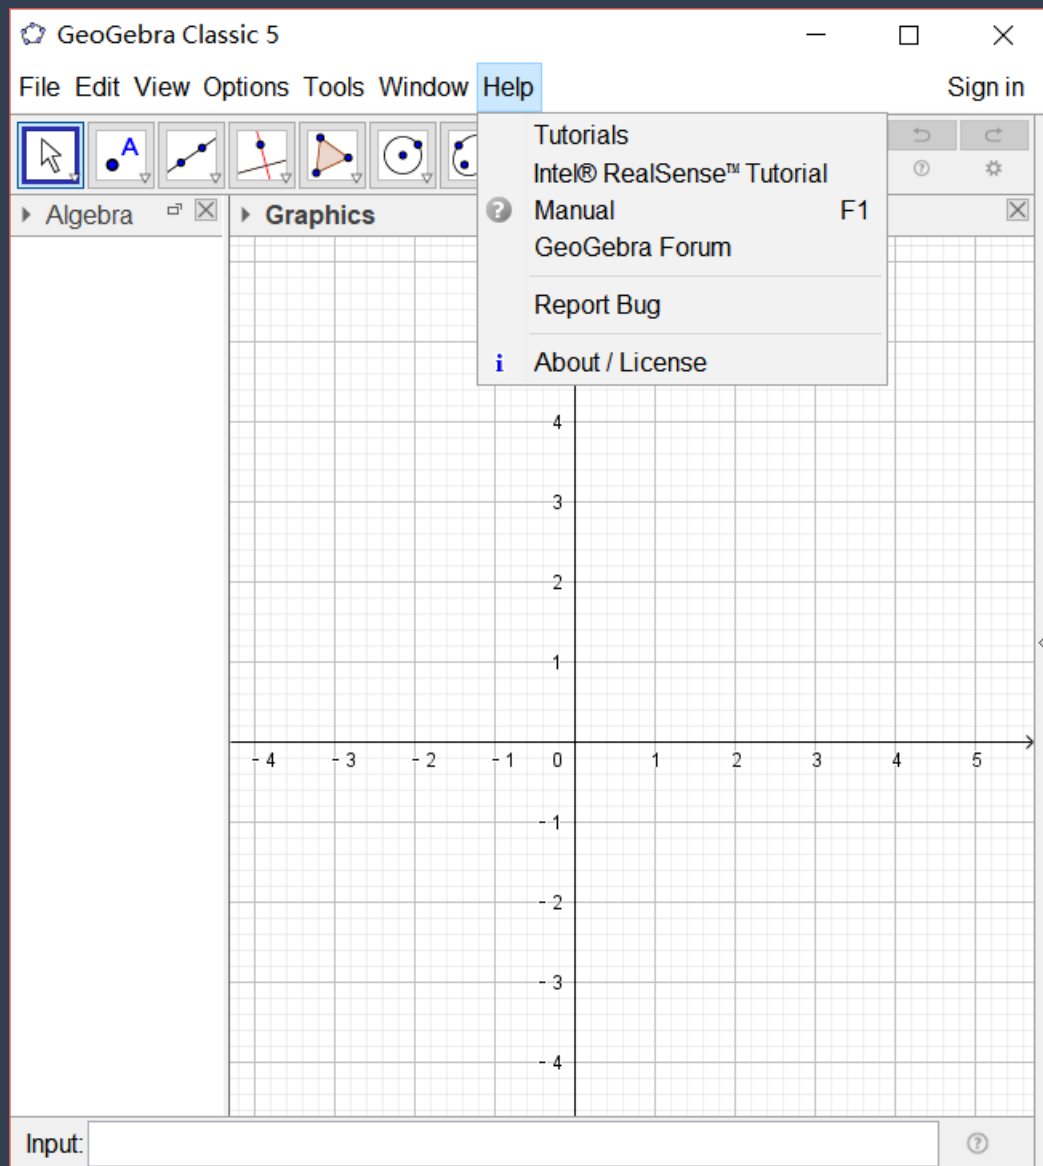 GeoGebra Classic 5
File Edit View Options Tools Window Help Sign in
A
Tutorials
Intel® RealSense™ Tutorial
Manual F1
GeoGebra Forum
Report Bug
About / License
Algebra
Graphics
4
3
2
1
- 4 - 3 - 2 - 1 0 1 2 3 4 5
- 1
- 2
- 3
- 4
Input: